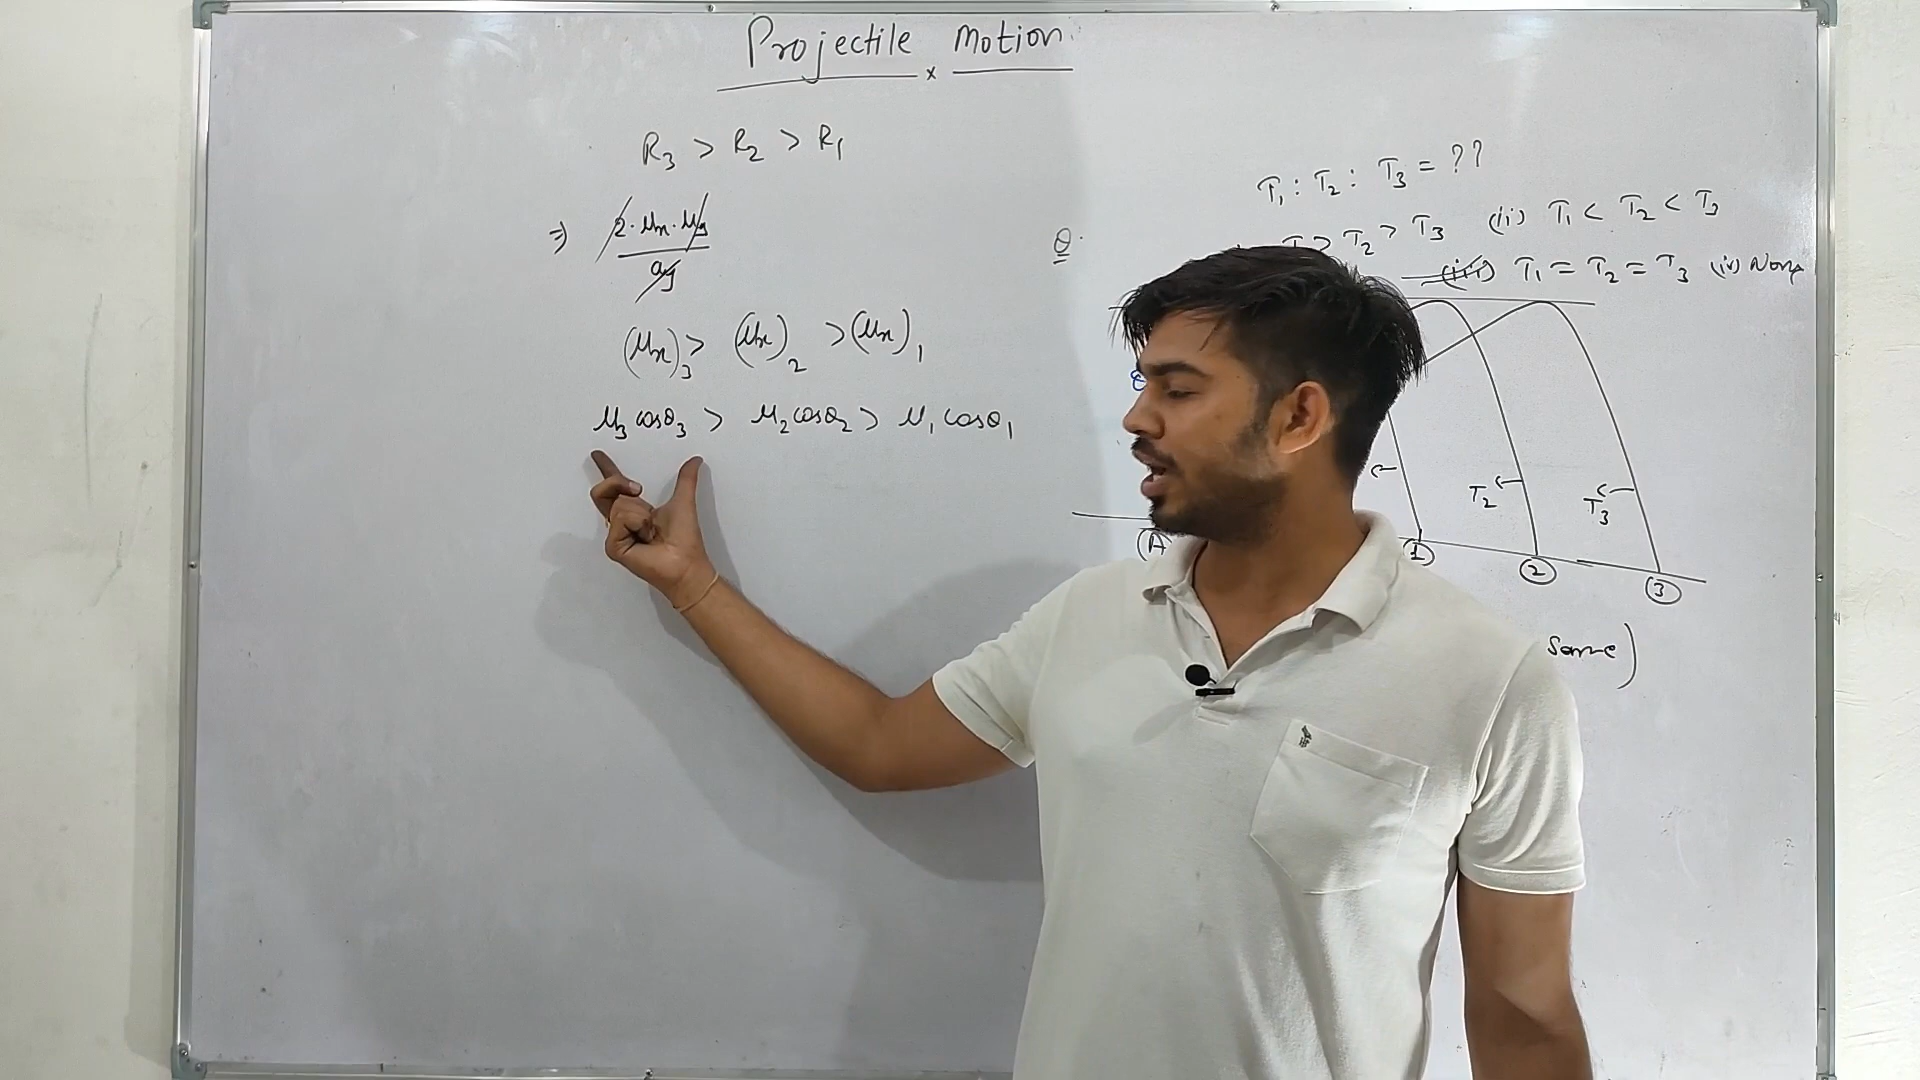 Projectile Motion
R₃ > R₂ > R₁
⇒ 2·uₓ·u_y / a_y
(uₓ)₃ > (uₓ)₂ > (uₓ)₁
u₃ cosθ₃ > u₂ cosθ₂ > u₁ cosθ₁
T₁ : T₂ : T₃ = ??
Q. > T₂ > T₃ (ii) T₁ < T₂ < T₃
(iii) T₁ = T₂ = T₃ (iv) None
T₂ T₃
(A) ① ② ③
Same)